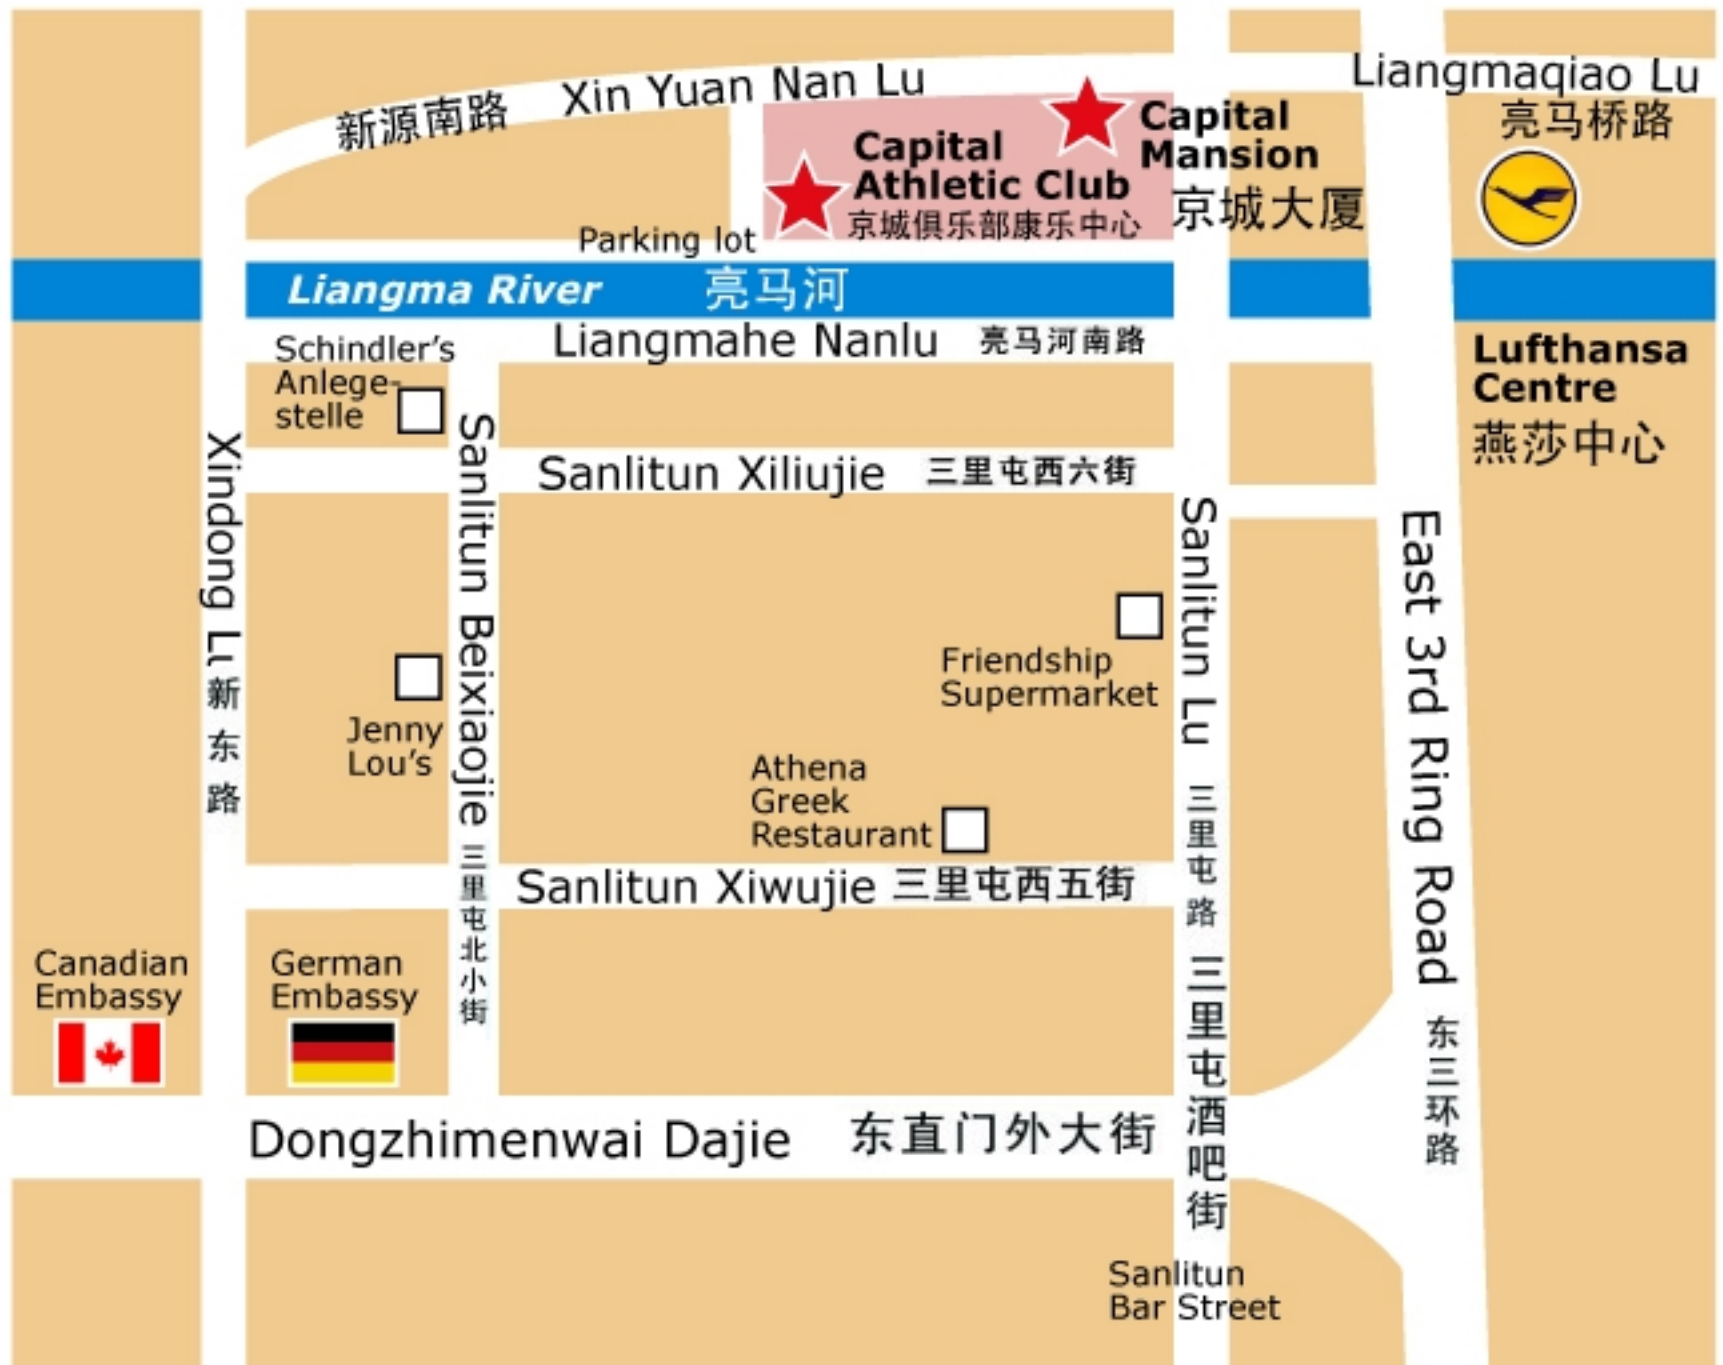 Xin Yuan Nan Lu
新源南路
Liangmaqiao Lu
亮马桥路
Capital
Mansion
京城大厦
Capital
Athletic Club
京城俱乐部康乐中心
Parking lot
Liangma River
亮马河
Liangmahe Nanlu
亮马河南路
Schindler's
Anlege-
stelle
Lufthansa
Centre
燕莎中心
Sanlitun Xiliujie
三里屯西六街
Xindong Lu
新东路
Sanlitun Beixiaojie
三里屯北小街
Sanlitun Lu
三里屯路
三里屯酒吧街
East 3rd Ring Road
东三环路
Friendship
Supermarket
Jenny
Lou's
Athena
Greek
Restaurant
Sanlitun Xiwujie
三里屯西五街
Canadian
Embassy
German
Embassy
Dongzhimenwai Dajie
东直门外大街
Sanlitun
Bar Street